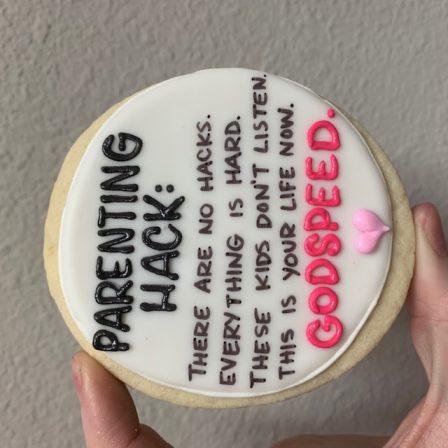 PARENTING
HACK:
THERE ARE NO HACKS.
EVERYTHING IS HARD.
THESE KIDS DON'T LISTEN.
THIS IS YOUR LIFE NOW.
GODSPEED.